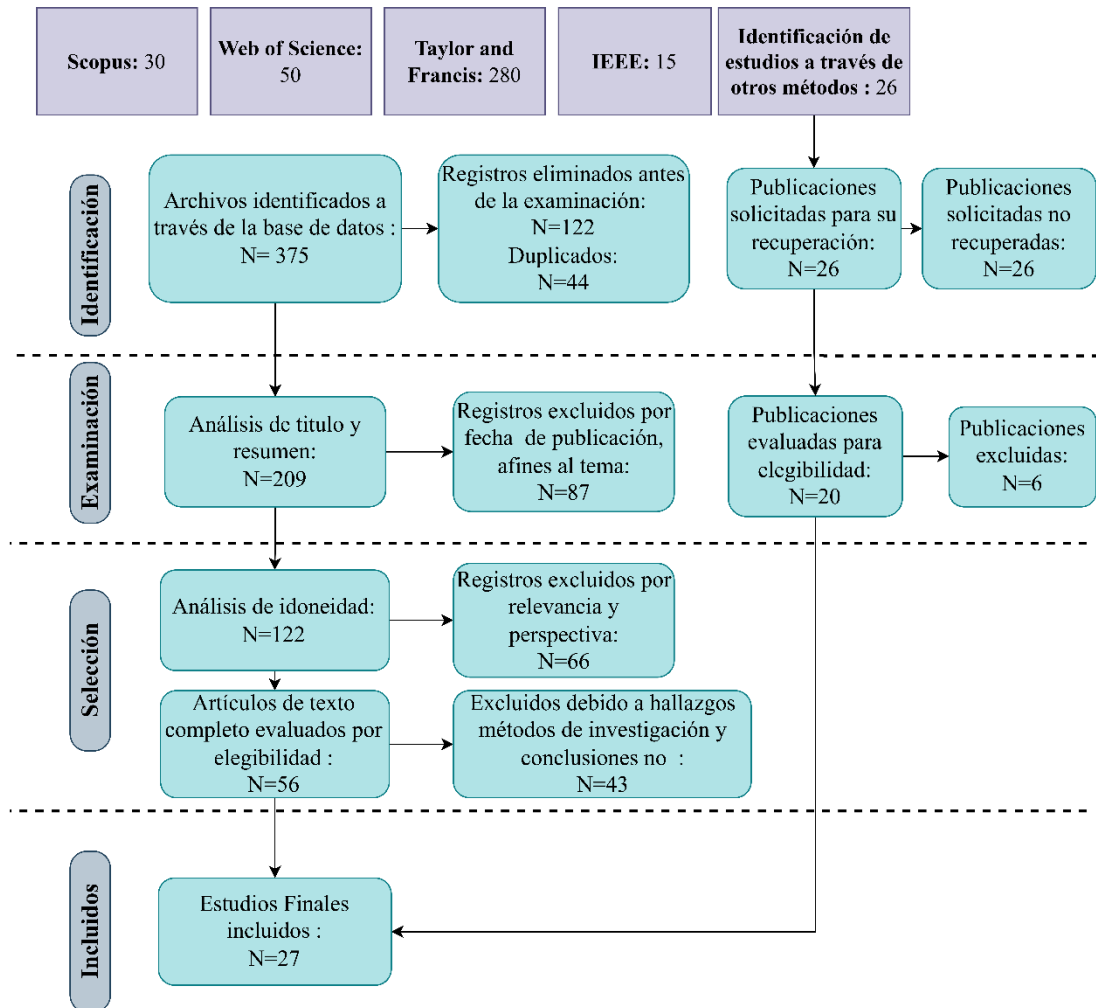 Scopus: 30
Web of Science:
50
Taylor and
Francis: 280
IEEE: 15
Identificación de
estudios a través de
otros métodos : 26
Identificación
Archivos identificados a
través de la base de datos :
N= 375
Registros eliminados antes
de la examinación:
N=122
Duplicados:
N=44
Publicaciones
solicitadas para su
recuperación:
N=26
Publicaciones
solicitadas no
recuperadas:
N=26
Examinación
Análisis de titulo y
resumen:
N=209
Registros excluidos por
fecha de publicación,
afines al tema:
N=87
Publicaciones
evaluadas para
elegibilidad:
N=20
Publicaciones
excluidas:
N=6
Selección
Análisis de idoneidad:
N=122
Registros excluidos por
relevancia y
perspectiva:
N=66
Artículos de texto
completo evaluados por
elegibilidad :
N=56
Excluidos debido a hallazgos
métodos de investigación y
conclusiones no :
N=43
Incluidos
Estudios Finales
incluidos :
N=27